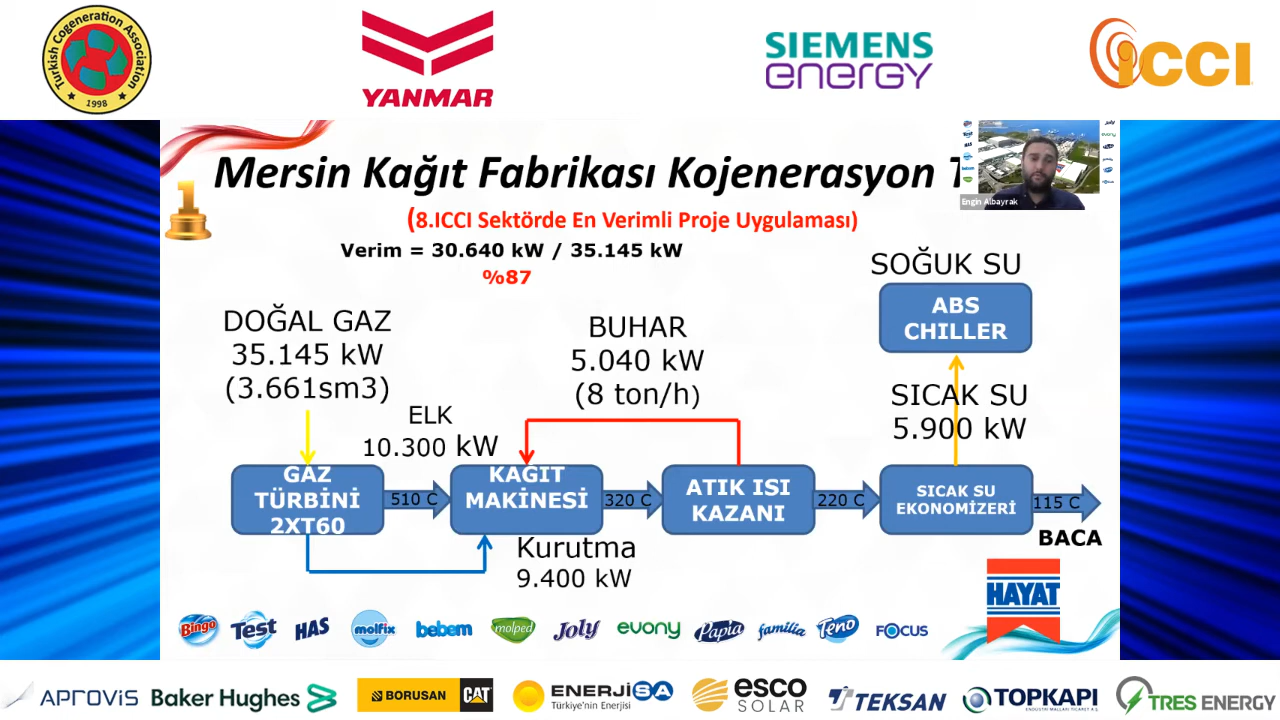 Turkish Cogeneration Association
1998
YANMAR
SIEMENS
energy
iCCI
Mersin Kağıt Fabrikası Kojenerasyon T
Engin Albayrak
1
(8.ICCI Sektörde En Verimli Proje Uygulaması)
Verim = 30.640 kW / 35.145 kW
%87
SOĞUK SU
ABS
CHILLER
DOĞAL GAZ
35.145 kW
(3.661sm3)
BUHAR
5.040 kW
(8 ton/h)
SICAK SU
5.900 kW
ELK
10.300 kW
GAZ
TÜRBİNİ
2XT60
510 C
KAĞIT
MAKİNESİ
320 C
ATIK ISI
KAZANI
220 C
SICAK SU
EKONOMİZERİ
115 C
BACA
Kurutma
9.400 kW
HAYAT
Bingo Test HAS molfix bebem molped Joly evony Papia familia Teno FOCUS
APROViS
Baker Hughes
BORUSAN CAT
ENERJiSA
Türkiye'nin Enerjisi
esco
SOLAR
TEKSAN
TOPKAPI
ENDÜSTRİ MALLARI TİCARET A.Ş.
TRES ENERGY